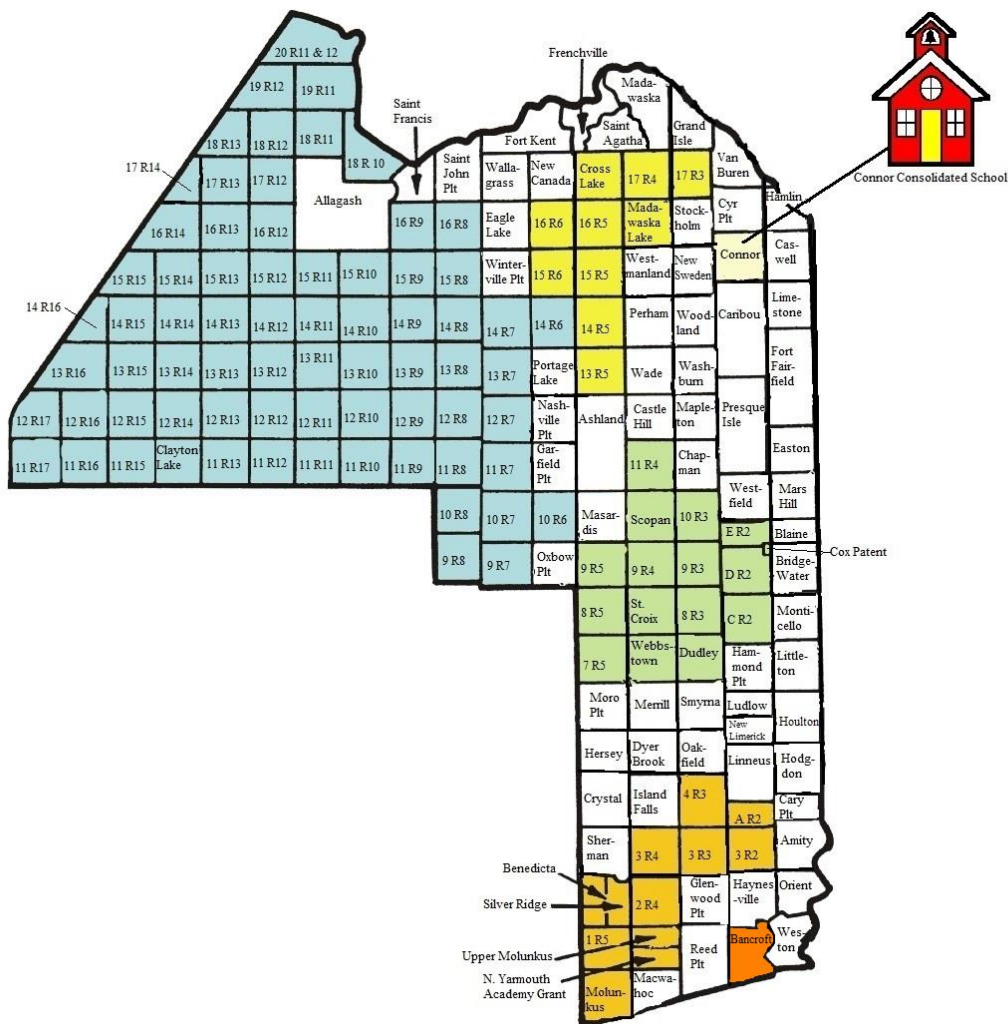 20 R11 & 12
Frenchville
19 R12
19 R11
Mada-
waska
Saint
Francis
Saint
Agatha
Grand
Isle
18 R13
18 R12
18 R11
Fort Kent
17 R14
18 R 10
Saint
John
Plt
Walla-
grass
New
Canada
Cross
Lake
17 R4
17 R3
Van
Buren
Connor Consolidated School
17 R13
17 R12
Allagash
16 R14
16 R13
16 R12
16 R9
16 R8
Eagle
Lake
16 R6
16 R5
Mada-
waska
Lake
Stock-
holm
Cyr
Plt
Hamlin
15 R15
15 R14
15 R13
15 R12
15 R11
15 R10
15 R9
15 R8
Winter-
ville Plt
15 R6
15 R5
West-
manland
New
Sweden
Connor
Cas-
well
14 R16
14 R15
14 R14
14 R13
14 R12
14 R11
14 R10
14 R9
14 R8
14 R7
14 R6
14 R5
Perham
Wood-
land
Caribou
Lime-
stone
13 R16
13 R15
13 R14
13 R13
13 R12
13 R11
13 R10
13 R9
13 R8
13 R7
Portage
Lake
13 R5
Wade
Wash-
burn
Fort
Fair-
field
12 R17
12 R16
12 R15
12 R14
12 R13
12 R12
12 R11
12 R10
12 R9
12 R8
12 R7
Nash-
ville
Plt
Ashland
Castle
Hill
Maple-
ton
Presque
Isle
11 R17
11 R16
11 R15
Clayton
Lake
11 R13
11 R12
11 R11
11 R10
11 R9
11 R8
11 R7
Gar-
field
Plt
11 R4
Chap-
man
Easton
10 R8
10 R7
10 R6
Masar-
dis
Scopan
10 R3
West-
field
Mars
Hill
E R2
Blaine
Cox Patent
9 R8
9 R7
Oxbow
Plt
9 R5
9 R4
9 R3
D R2
Bridge-
Water
8 R5
St.
Croix
8 R3
C R2
Monti-
cello
7 R5
Webbs-
town
Dudley
Ham-
mond
Plt
Little-
ton
Moro
Plt
Merrill
Smyrna
Ludlow
New
Limerick
Houlton
Hersey
Dyer
Brook
Oak-
field
Linneus
Hodg-
don
Crystal
Island
Falls
4 R3
A R2
Cary
Plt
Sher-
man
3 R4
3 R3
3 R2
Amity
Benedicta
Silver Ridge
2 R4
Glen-
wood
Plt
Haynes
-ville
Orient
1 R5
Upper Molunkus
Reed
Plt
Bancroft
Wes-
ton
N. Yarmouth
Academy Grant
Molun-
kus
Macwa-
hoc